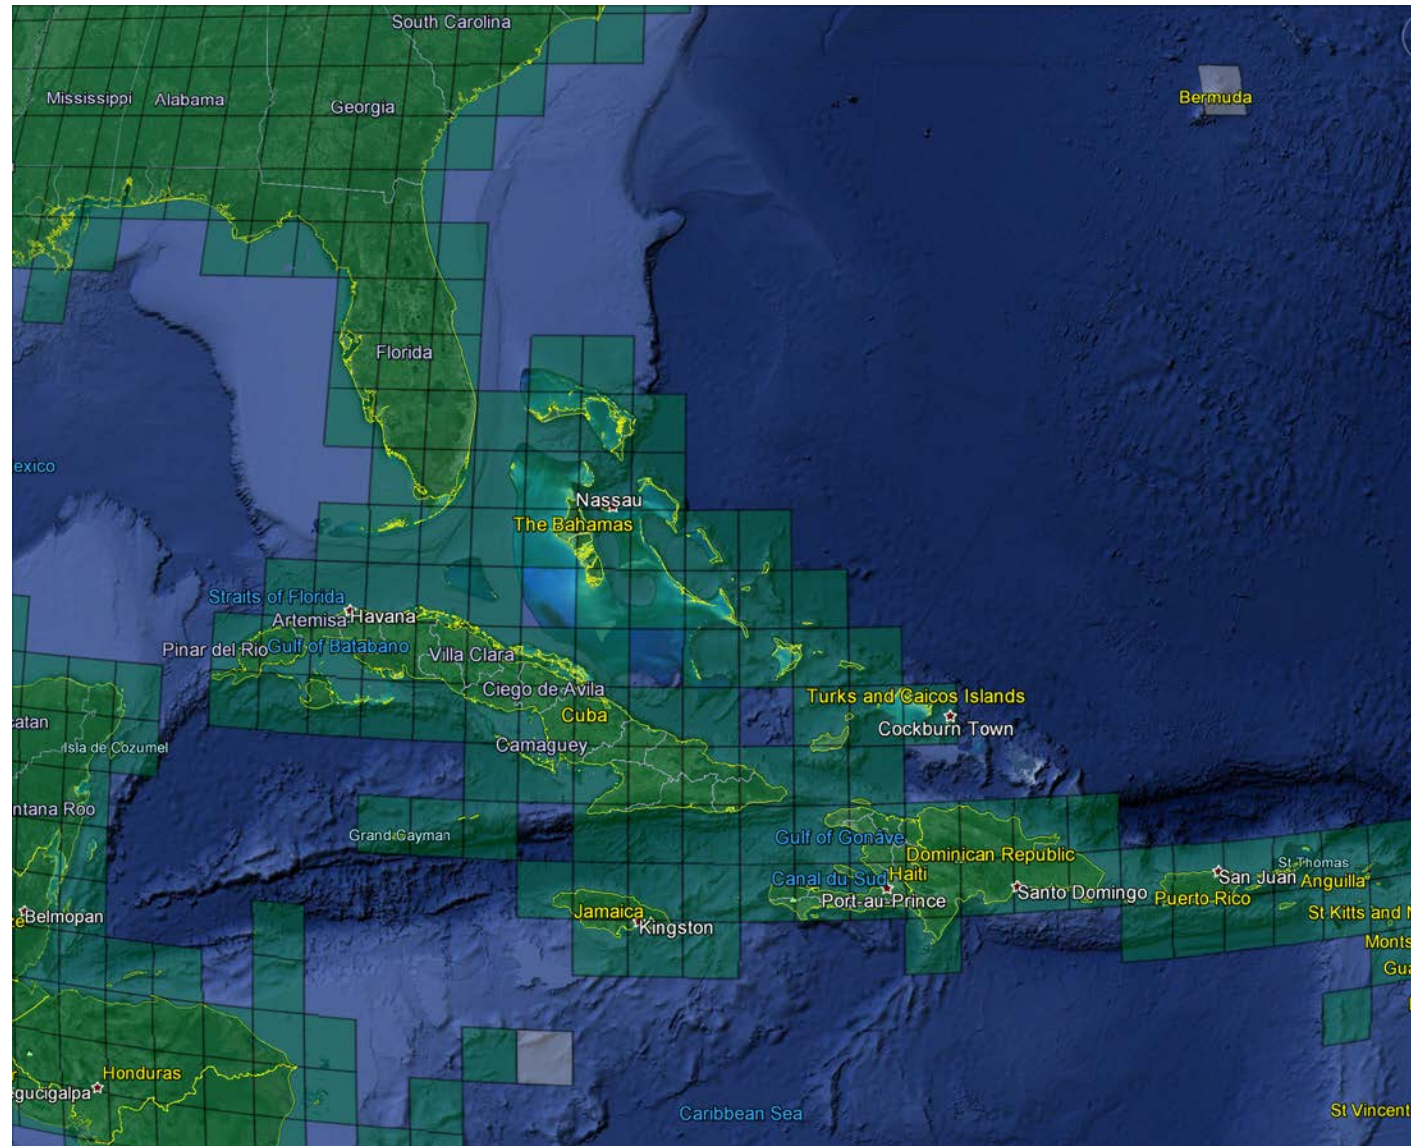 South Carolina
Mississippi
Alabama
Georgia
Bermuda
Florida
exico
Nassau
The Bahamas
Straits of Florida
Artemisa
Havana
Pinar del Rio
Gulf of Batabano
Villa Clara
Ciego de Avila
Cuba
Turks and Caicos Islands
Cockburn Town
catan
Isla de Cozumel
Camaguey
ntana Roo
Grand Cayman
Gulf of Gonave
Dominican Republic
Canal du Sud
Haiti
St Thomas
San Juan
Anguilla
Port-au-Prince
Santo Domingo
Puerto Rico
Belmopan
Jamaica
Kingston
St Kitts and N
Monts
Gua
Honduras
egucigalpa
Caribbean Sea
St Vincent